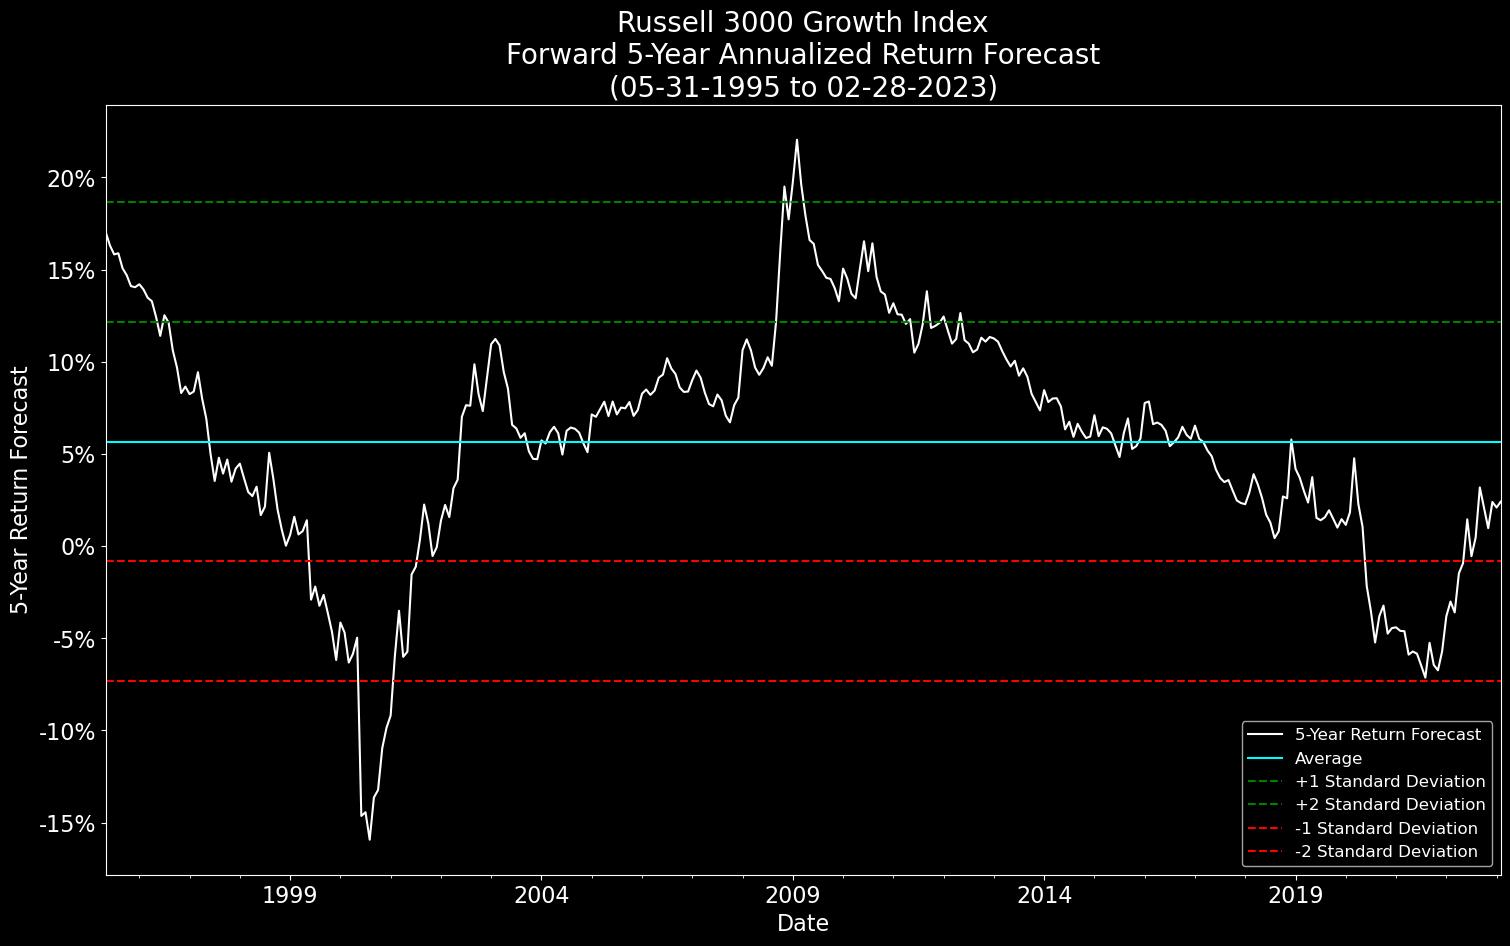 Russell 3000 Growth Index
Forward 5-Year Annualized Return Forecast
(05-31-1995 to 02-28-2023)
5-Year Return Forecast
20%
15%
10%
5%
0%
-5%
-10%
-15%
5-Year Return Forecast
Average
+1 Standard Deviation
+2 Standard Deviation
-1 Standard Deviation
-2 Standard Deviation
1999
2004
2009
2014
2019
Date